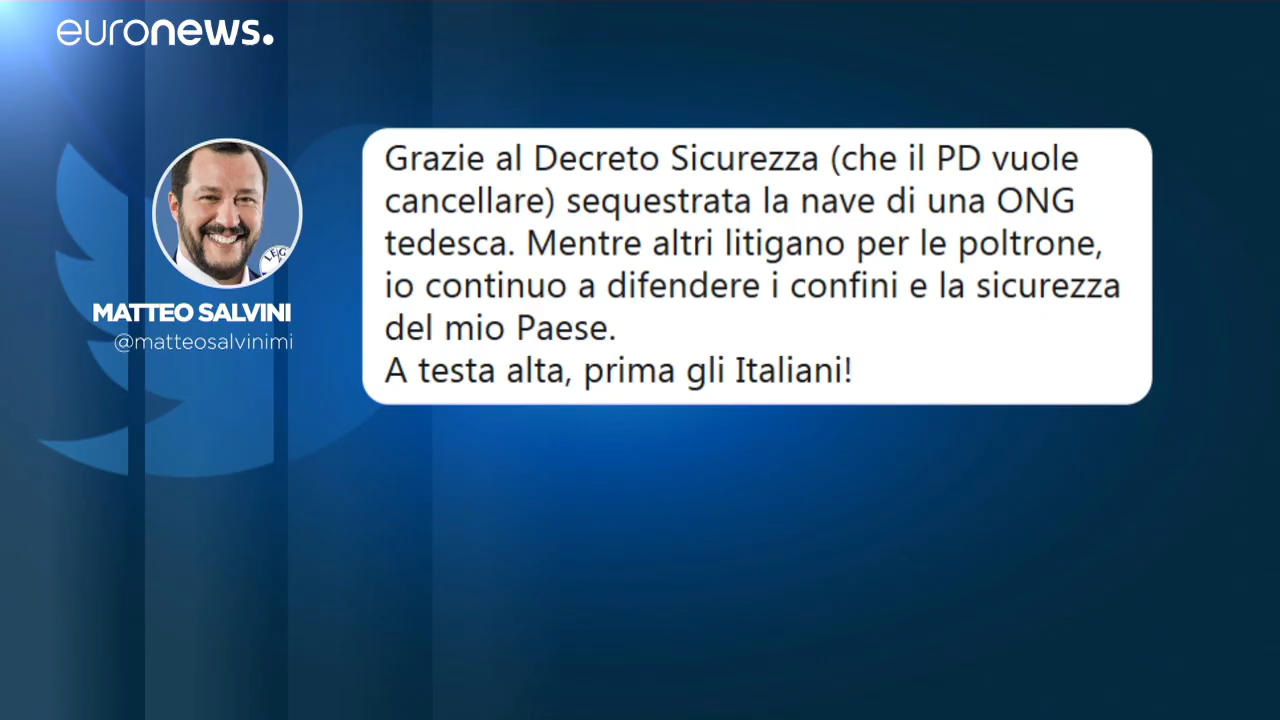 euronews.
Grazie al Decreto Sicurezza (che il PD vuole
cancellare) sequestrata la nave di una ONG
tedesca. Mentre altri litigano per le poltrone,
io continuo a difendere i confini e la sicurezza
del mio Paese.
A testa alta, prima gli Italiani!
LEGA
MATTEO SALVINI
@matteosalvinimi